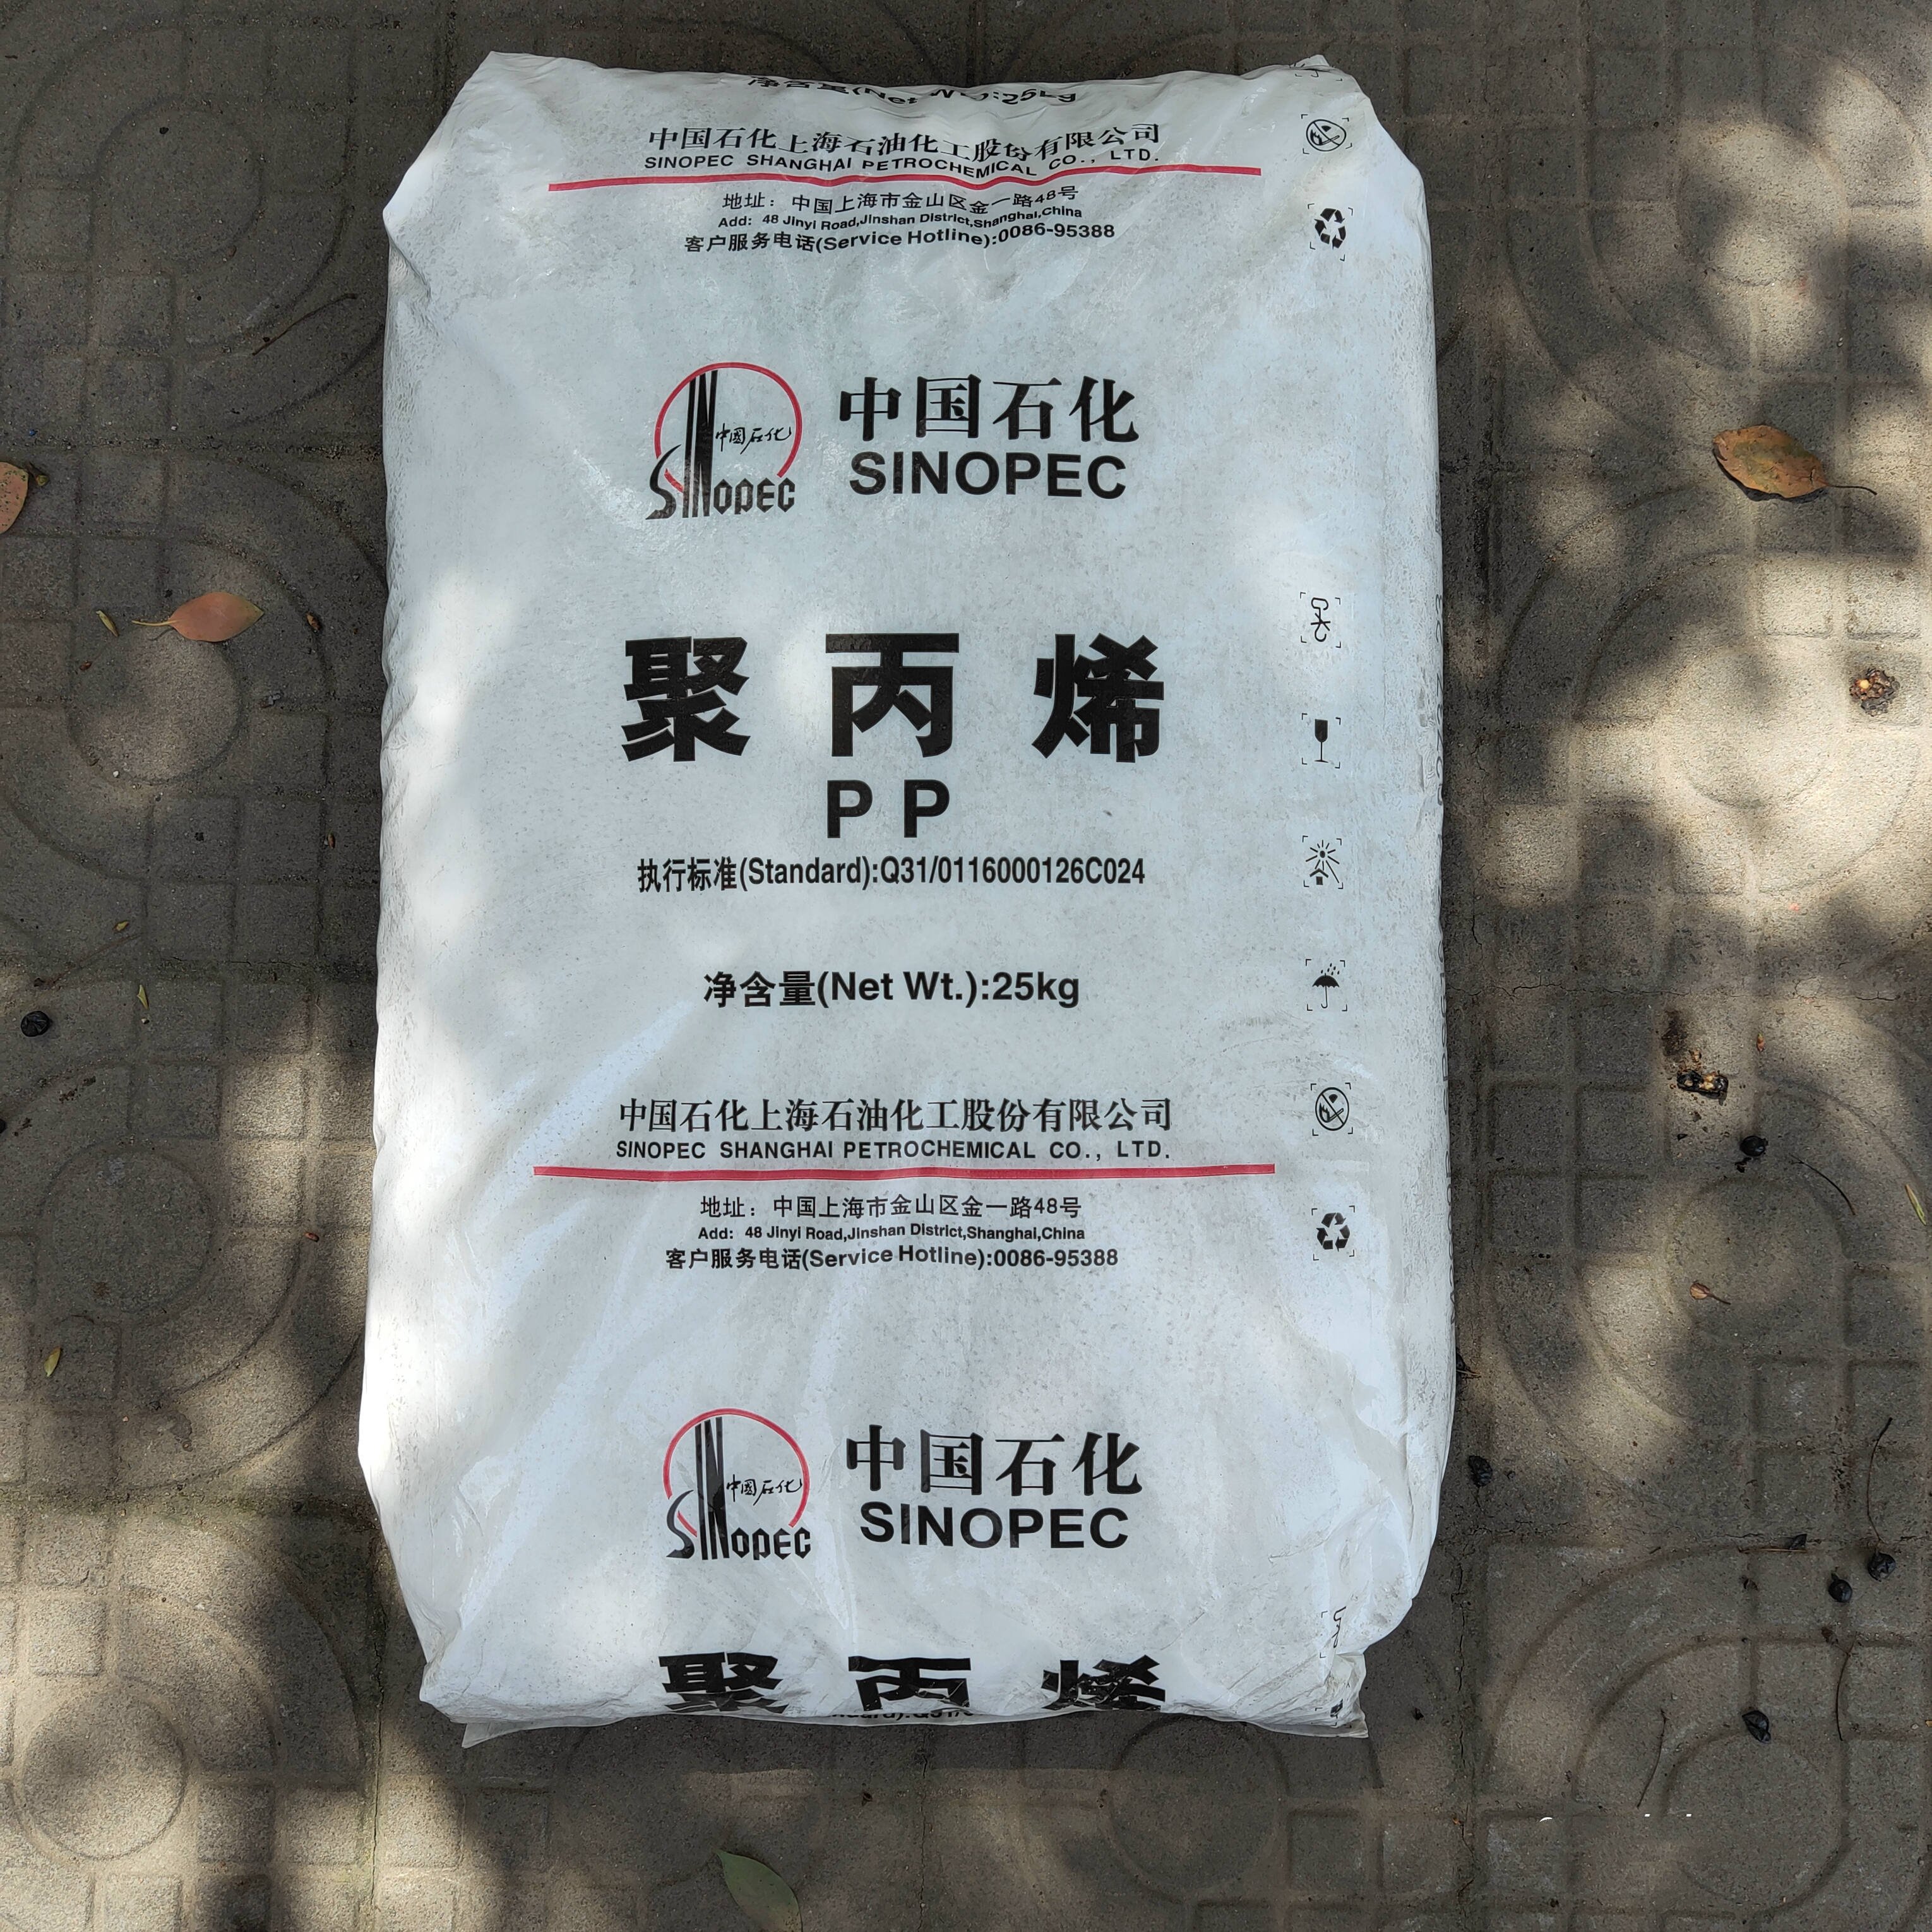 净含量(Net Wt.):25kg
中国石化上海石油化工股份有限公司
SINOPEC SHANGHAI PETROCHEMICAL CO., LTD.
地址：中国上海市金山区金一路48号
Add: 48 Jinyi Road,Jinshan District,Shanghai,China
客户服务电话(Service Hotline):0086-95388
中国石化
SINOPEC
中国石化
SINOPEC
聚丙烯
PP
执行标准(Standard):Q31/0116000126C024
净含量(Net Wt.):25kg
中国石化上海石油化工股份有限公司
SINOPEC SHANGHAI PETROCHEMICAL CO., LTD.
地址：中国上海市金山区金一路48号
Add: 48 Jinyi Road,Jinshan District,Shanghai,China
客户服务电话(Service Hotline):0086-95388
中国石化
SINOPEC
中国石化
SINOPEC
聚丙烯